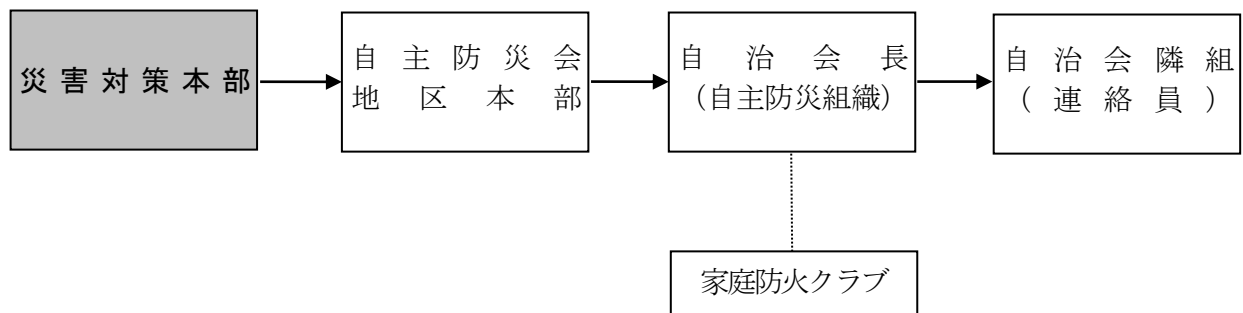 災害対策本部
自主防災会
地区本部
自治会長
（自主防災組織）
自治会隣組
（連絡員）
家庭防火クラブ